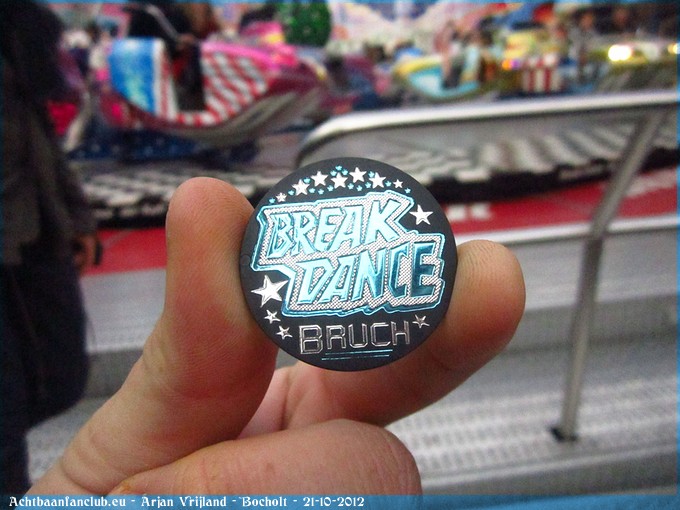 BREAK
DANCE
BRUCH
Achtbaanfanclub.eu - Arjan Vrijland - Bocholt - 21-10-2012